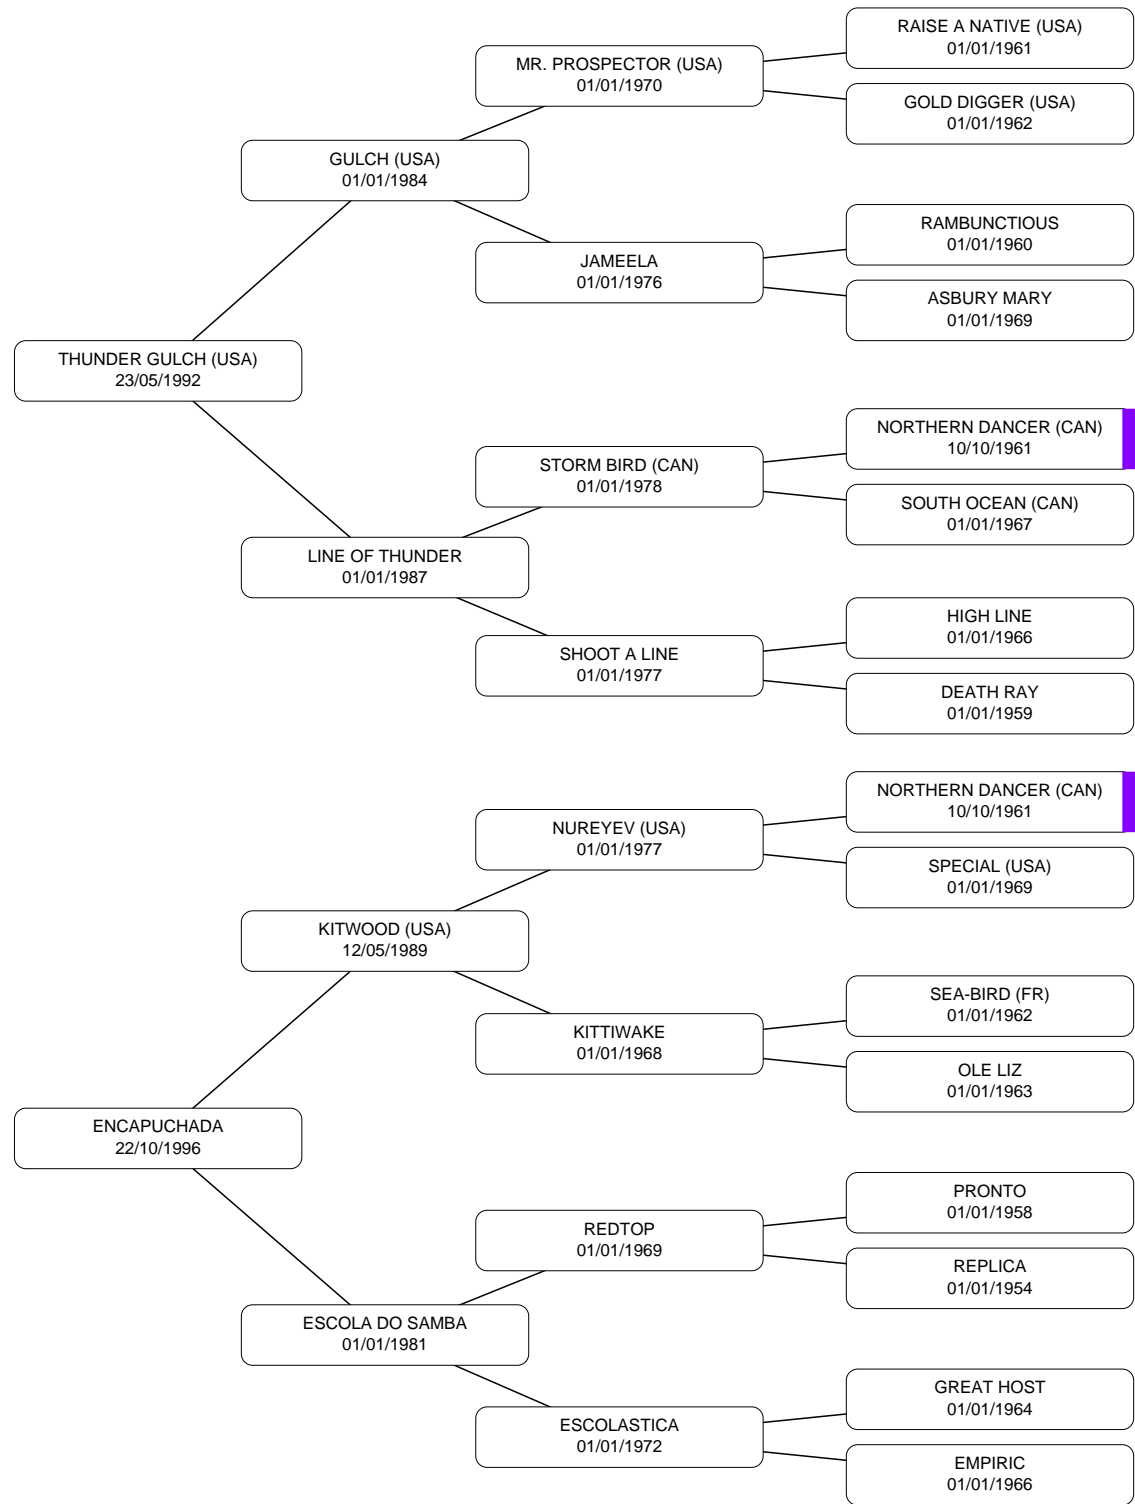 RAISE A NATIVE (USA)
01/01/1961
MR. PROSPECTOR (USA)
01/01/1970
GOLD DIGGER (USA)
01/01/1962
GULCH (USA)
01/01/1984
RAMBUNCTIOUS
01/01/1960
JAMEELA
01/01/1976
ASBURY MARY
01/01/1969
THUNDER GULCH (USA)
23/05/1992
NORTHERN DANCER (CAN)
10/10/1961
STORM BIRD (CAN)
01/01/1978
SOUTH OCEAN (CAN)
01/01/1967
LINE OF THUNDER
01/01/1987
HIGH LINE
01/01/1966
SHOOT A LINE
01/01/1977
DEATH RAY
01/01/1959
NORTHERN DANCER (CAN)
10/10/1961
NUREYEV (USA)
01/01/1977
SPECIAL (USA)
01/01/1969
KITWOOD (USA)
12/05/1989
SEA-BIRD (FR)
01/01/1962
KITTIWAKE
01/01/1968
OLE LIZ
01/01/1963
ENCAPUCHADA
22/10/1996
PRONTO
01/01/1958
REDTOP
01/01/1969
REPLICA
01/01/1954
ESCOLA DO SAMBA
01/01/1981
GREAT HOST
01/01/1964
ESCOLASTICA
01/01/1972
EMPIRIC
01/01/1966